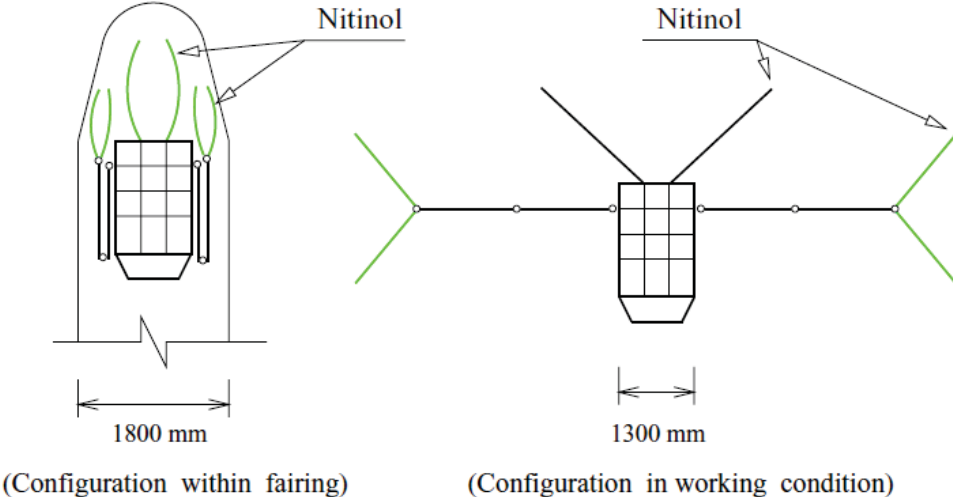 Nitinol
Nitinol
1800 mm
1300 mm
(Configuration within fairing)
(Configuration in working condition)